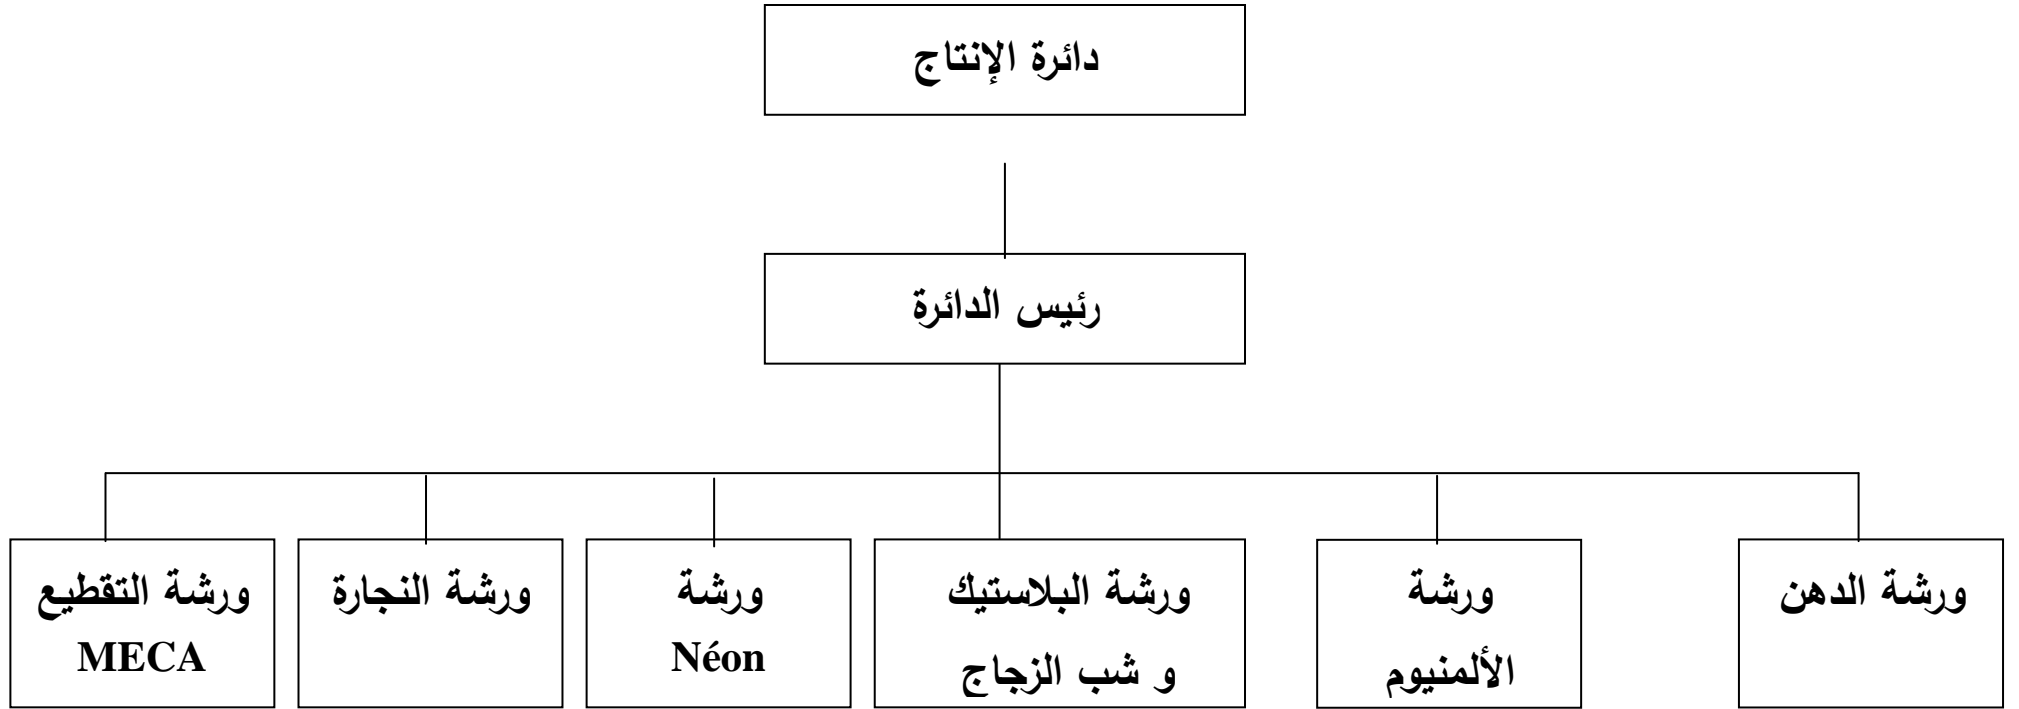 دائرة الإنتاج
رئيس الدائرة
ورشة الدهن
ورشة
الألمنيوم
ورشة البلاستيك
و شب الزجاج
ورشة
Néon
ورشة النجارة
ورشة التقطيع
MECA